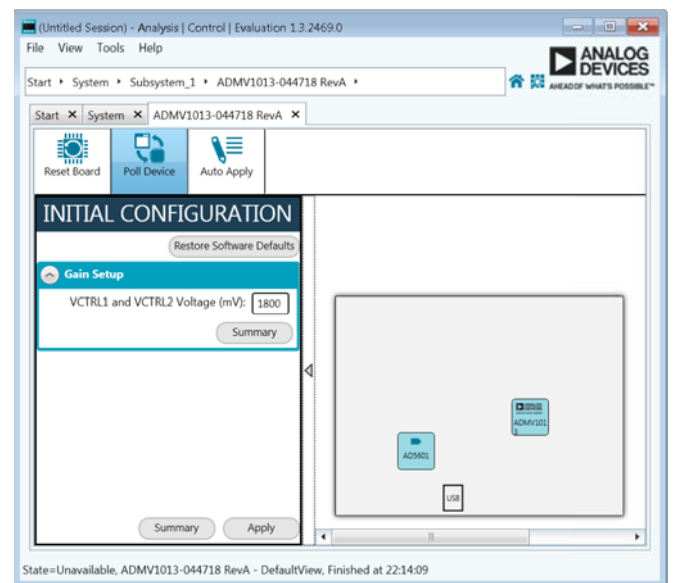 (Untitled Session) - Analysis | Control | Evaluation 1.3.2469.0
File View Tools Help
ANALOG
DEVICES
AHEAD OF WHAT'S POSSIBLE™
Start System Subsystem_1 ADMV1013-044718 RevA
Start System ADMV1013-044718 RevA
Reset Board Poll Device Auto Apply
INITIAL CONFIGURATION
Restore Software Defaults
Gain Setup
VCTRL1 and VCTRL2 Voltage (mV): 1800
Summary
ADMV101
3
AD5601
USB
Summary Apply
State=Unavailable, ADMV1013-044718 RevA - DefaultView, Finished at 22:14:09